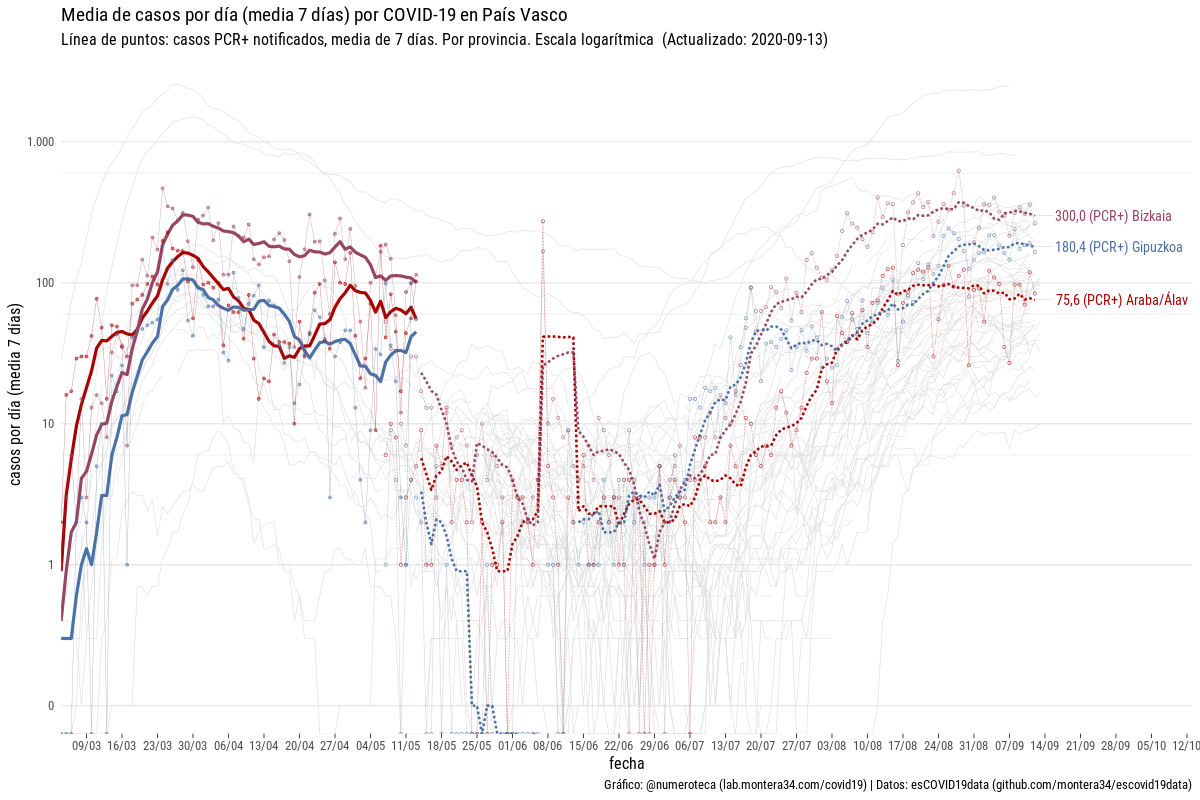 Media de casos por día (media 7 días) por COVID-19 en País Vasco
Línea de puntos: casos PCR+ notificados, media de 7 días. Por provincia. Escala logarítmica (Actualizado: 2020-09-13)
casos por día (media 7 días)
1.000
100
10
1
0
300,0 (PCR+) Bizkaia
180,4 (PCR+) Gipuzkoa
75,6 (PCR+) Araba/Álav
09/03 16/03 23/03 30/03 06/04 13/04 20/04 27/04 04/05 11/05 18/05 25/05 01/06 08/06 15/06 22/06 29/06 06/07 13/07 20/07 27/07 03/08 10/08 17/08 24/08 31/08 07/09 14/09 21/09 28/09 05/10 12/10
fecha
Gráfico: @numeroteca (lab.montera34.com/covid19) | Datos: esCOVID19data (github.com/montera34/escovid19data)